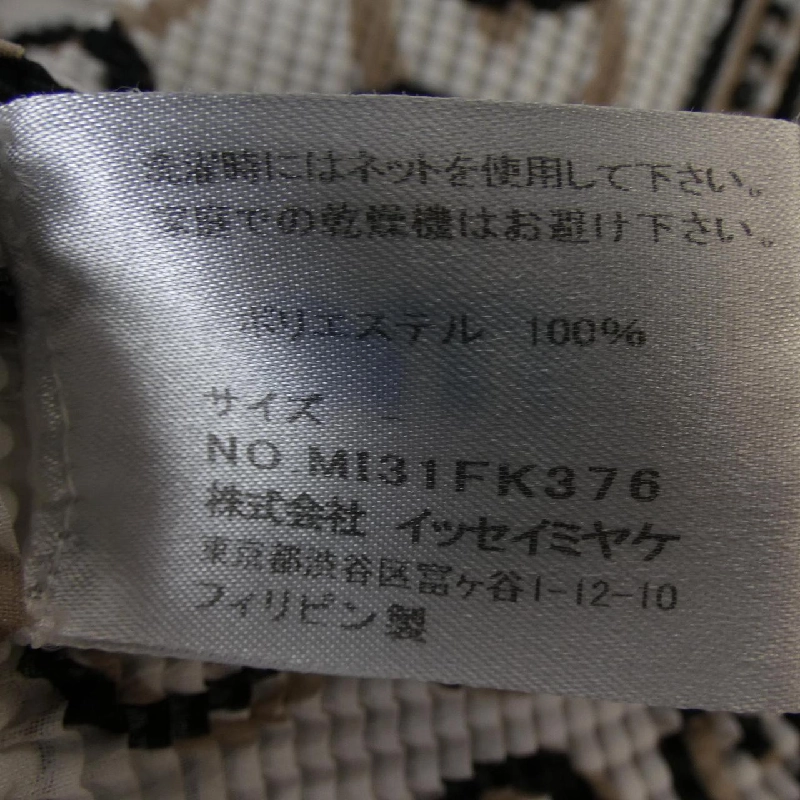 洗濯時にはネットを使用して下さい。
家庭での乾燥機はお避け下さい。
ポリエステル 100%
サイズ -
NO.MI31FK376
株式会社 イッセイミヤケ
東京都渋谷区富ヶ谷1-12-10
フィリピン製